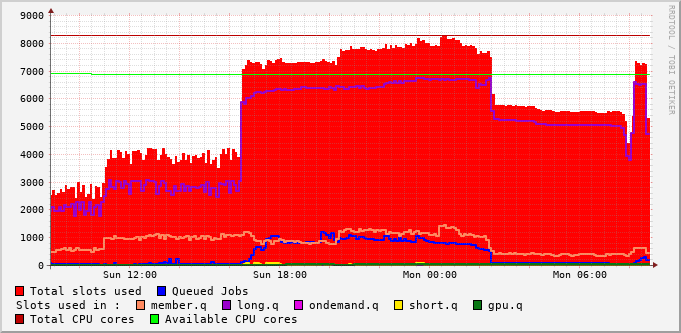 9000
8000
7000
6000
5000
4000
3000
2000
1000
0
Sun 12:00 Sun 18:00 Mon 00:00 Mon 06:00
RRDTOOL / TOBI OETIKER
Total slots used Queued Jobs
Slots used in : member.q long.q ondemand.q short.q gpu.q
Total CPU cores Available CPU cores